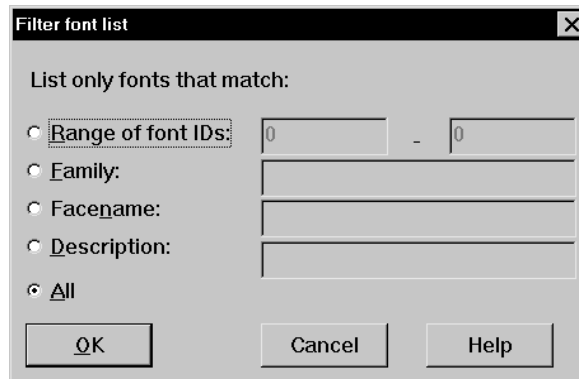 Filter font list
List only fonts that match:
Range of font IDs: 0 - 0
Family:
Facename:
Description:
All
OK Cancel Help